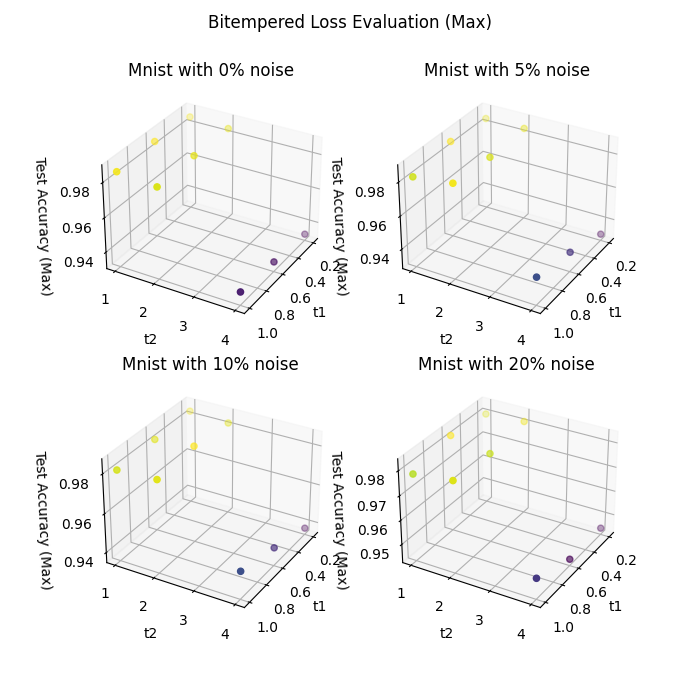 Bitempered Loss Evaluation (Max)
Mnist with 0% noise
Test Accuracy (Max)
0.98
0.96
0.94
1
2
3
4
t2
0.2
0.4
0.6
0.8
1.0
t1
Mnist with 5% noise
Test Accuracy (Max)
0.98
0.96
0.94
1
2
3
4
t2
0.2
0.4
0.6
0.8
1.0
t1
Mnist with 10% noise
Test Accuracy (Max)
0.98
0.96
0.94
1
2
3
4
t2
0.2
0.4
0.6
0.8
1.0
t1
Mnist with 20% noise
Test Accuracy (Max)
0.98
0.97
0.96
0.95
1
2
3
4
t2
0.2
0.4
0.6
0.8
1.0
t1